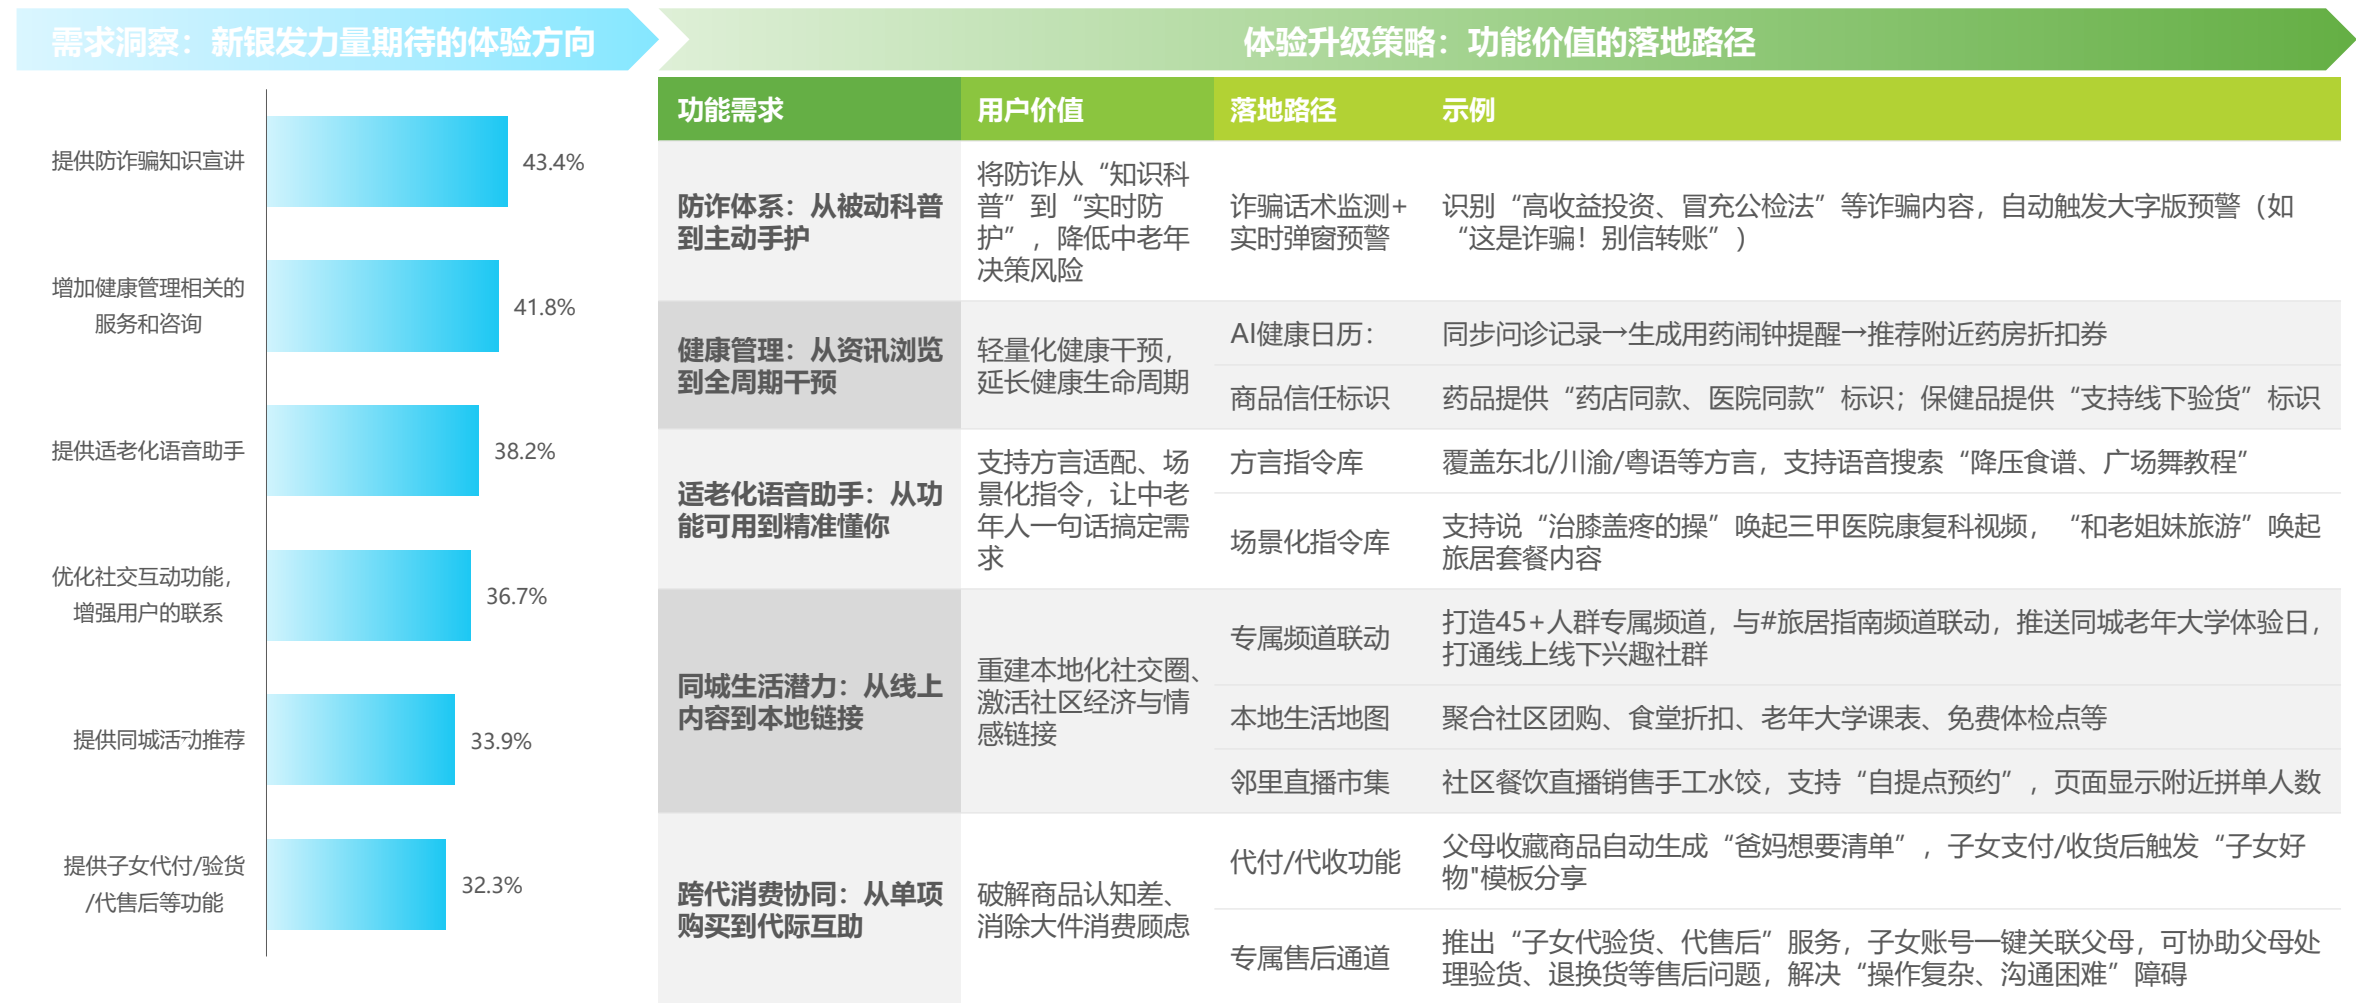 需求洞察：新银发力量期待的体验方向
体验升级策略：功能价值的落地路径
提供防诈骗知识宣讲
43.4%
增加健康管理相关的
服务和咨询
41.8%
提供适老化语音助手
38.2%
优化社交互动功能，
增强用户的联系
36.7%
提供同城活动推荐
33.9%
提供子女代付/验货
/代售后等功能
32.3%
功能需求
用户价值
落地路径
示例
防诈体系：从被动科普
到主动手护
将防诈从“知识科
普”到“实时防
护”，降低中老年
决策风险
诈骗话术监测+
实时弹窗预警
识别“高收益投资、冒充公检法”等诈骗内容，自动触发大字版预警（如
“这是诈骗！别信转账”）
健康管理：从资讯浏览
到全周期干预
轻量化健康干预，
延长健康生命周期
AI健康日历：
同步问诊记录→生成用药闹钟提醒→推荐附近药房折扣券
商品信任标识
药品提供“药店同款、医院同款”标识；保健品提供“支持线下验货”标识
适老化语音助手：从功
能可用到精准懂你
支持方言适配、场
景化指令，让中老
年人一句话搞定需
求
方言指令库
覆盖东北/川渝/粤语等方言，支持语音搜索“降压食谱、广场舞教程”
场景化指令库
支持说“治膝盖疼的操”唤起三甲医院康复科视频，“和老姐妹旅游”唤起
旅居套餐内容
同城生活潜力：从线上
内容到本地链接
重建本地化社交圈、
激活社区经济与情
感链接
专属频道联动
打造45+人群专属频道，与#旅居指南频道联动，推送同城老年大学体验日，
打通线上线下兴趣社群
本地生活地图
聚合社区团购、食堂折扣、老年大学课表、免费体检点等
邻里直播市集
社区餐饮直播销售手工水饺，支持“自提点预约”，页面显示附近拼单人数
跨代消费协同：从单项
购买到代际互助
破解商品认知差、
消除大件消费顾虑
代付/代收功能
父母收藏商品自动生成“爸妈想要清单”，子女支付/收货后触发“子女好
物"模板分享
专属售后通道
推出“子女代验货、代售后”服务，子女账号一键关联父母，可协助父母处
理验货、退换货等售后问题，解决“操作复杂、沟通困难”障碍